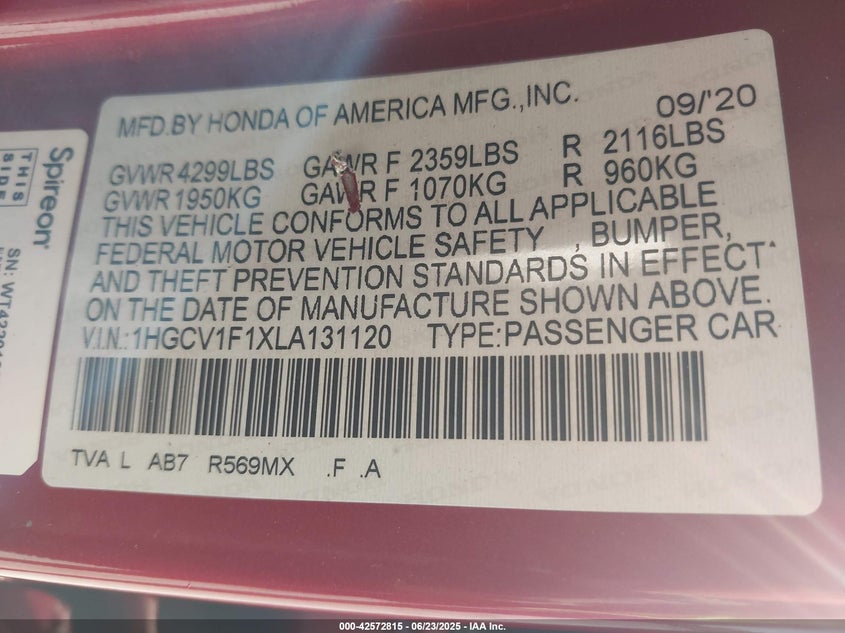 MFD.BY HONDA OF AMERICA MFG.,INC. 09/'20
GVWR 4299LBS GAWR F 2359LBS R 2116LBS
GVWR 1950KG GAWR F 1070KG R 960KG
THIS VEHICLE CONFORMS TO ALL APPLICABLE
FEDERAL MOTOR VEHICLE SAFETY , BUMPER,
AND THEFT PREVENTION STANDARDS IN EFFECT
ON THE DATE OF MANUFACTURE SHOWN ABOVE.
V.I.N.:1HGCV1F1XLA131120 TYPE:PASSENGER CAR
TVA L AB7 R569MX .F .A
THIS
SIDE
Spireon
000-42572815 - 06/23/2025 - IAA Inc.